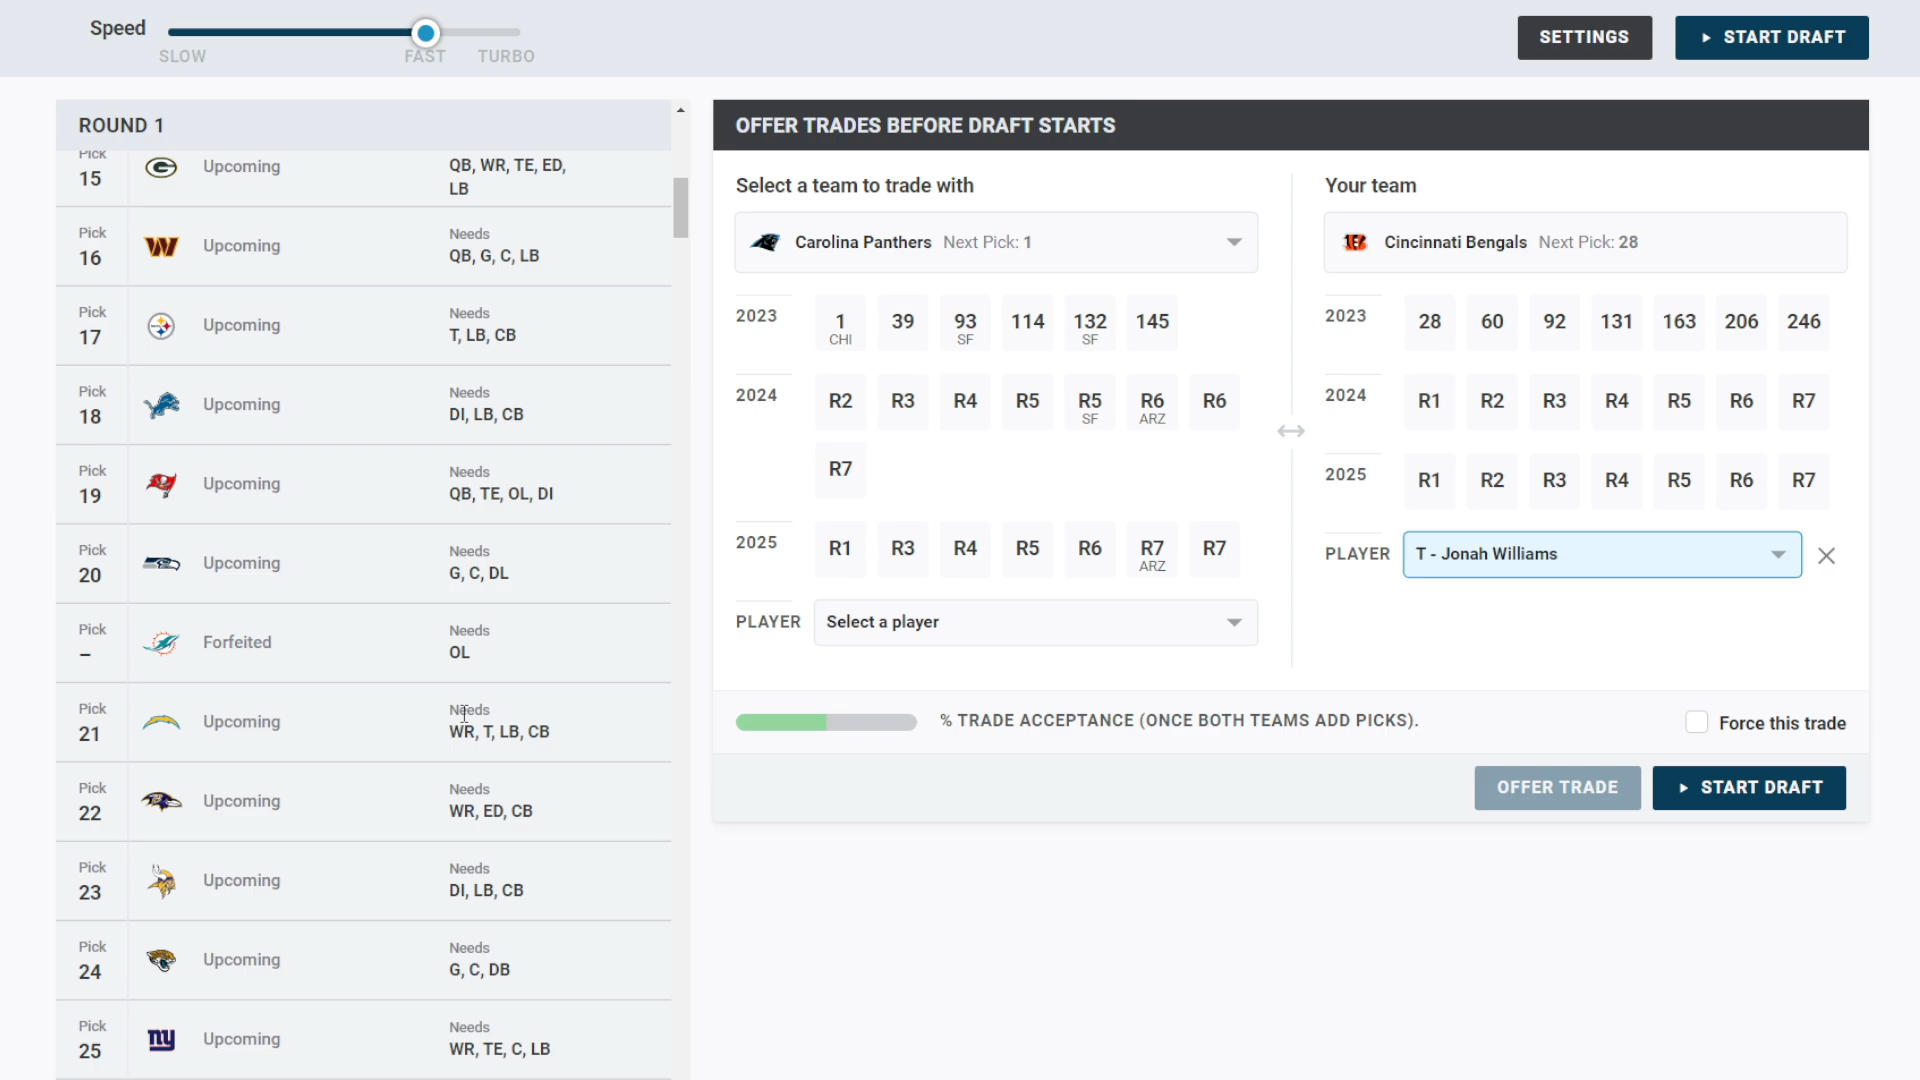 Speed
SLOW
FAST
TURBO
SETTINGS
START DRAFT
ROUND 1
Pick
15
Upcoming
QB, WR, TE, ED,
LB
Pick
16
Upcoming
Needs
QB, G, C, LB
Pick
17
Upcoming
Needs
T, LB, CB
Pick
18
Upcoming
Needs
DI, LB, CB
Pick
19
Upcoming
Needs
QB, TE, OL, DI
Pick
20
Upcoming
Needs
G, C, DL
Pick
–
Forfeited
Needs
OL
Pick
21
Upcoming
Needs
WR, T, LB, CB
Pick
22
Upcoming
Needs
WR, ED, CB
Pick
23
Upcoming
Needs
DI, LB, CB
Pick
24
Upcoming
Needs
G, C, DB
Pick
25
ny
Upcoming
Needs
WR, TE, C, LB
OFFER TRADES BEFORE DRAFT STARTS
Select a team to trade with
Carolina Panthers Next Pick: 1
2023
1 CHI
39
93 SF
114
132 SF
145
2024
R2
R3
R4
R5
R5 SF
R6 ARZ
R6
R7
2025
R1
R3
R4
R5
R6
R7 ARZ
R7
PLAYER
Select a player
Your team
Cincinnati Bengals Next Pick: 28
2023
28
60
92
131
163
206
246
2024
R1
R2
R3
R4
R5
R6
R7
2025
R1
R2
R3
R4
R5
R6
R7
PLAYER
T - Jonah Williams
% TRADE ACCEPTANCE (ONCE BOTH TEAMS ADD PICKS).
Force this trade
OFFER TRADE
START DRAFT